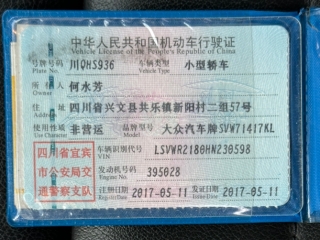 中华人民共和国机动车行驶证
Vehicle License of the People's Republic of China
号牌号码 川QHS936 车辆类型 小型轿车
Plate No. Vehicle Type
所有人 何水芳
Owner
住址 四川省兴文县共乐镇新阳村二组57号
Address
使用性质 非营运 品牌型号 大众汽车牌SVW71417KL
Use Character Model
四川省宜宾
市公安局交
通警察支队
车辆识别代号 LSVWR2180HN230598
VIN
发动机号码 395028
Engine No.
注册日期 2017-05-11 发证日期 2017-05-11
Register Date Issue Date